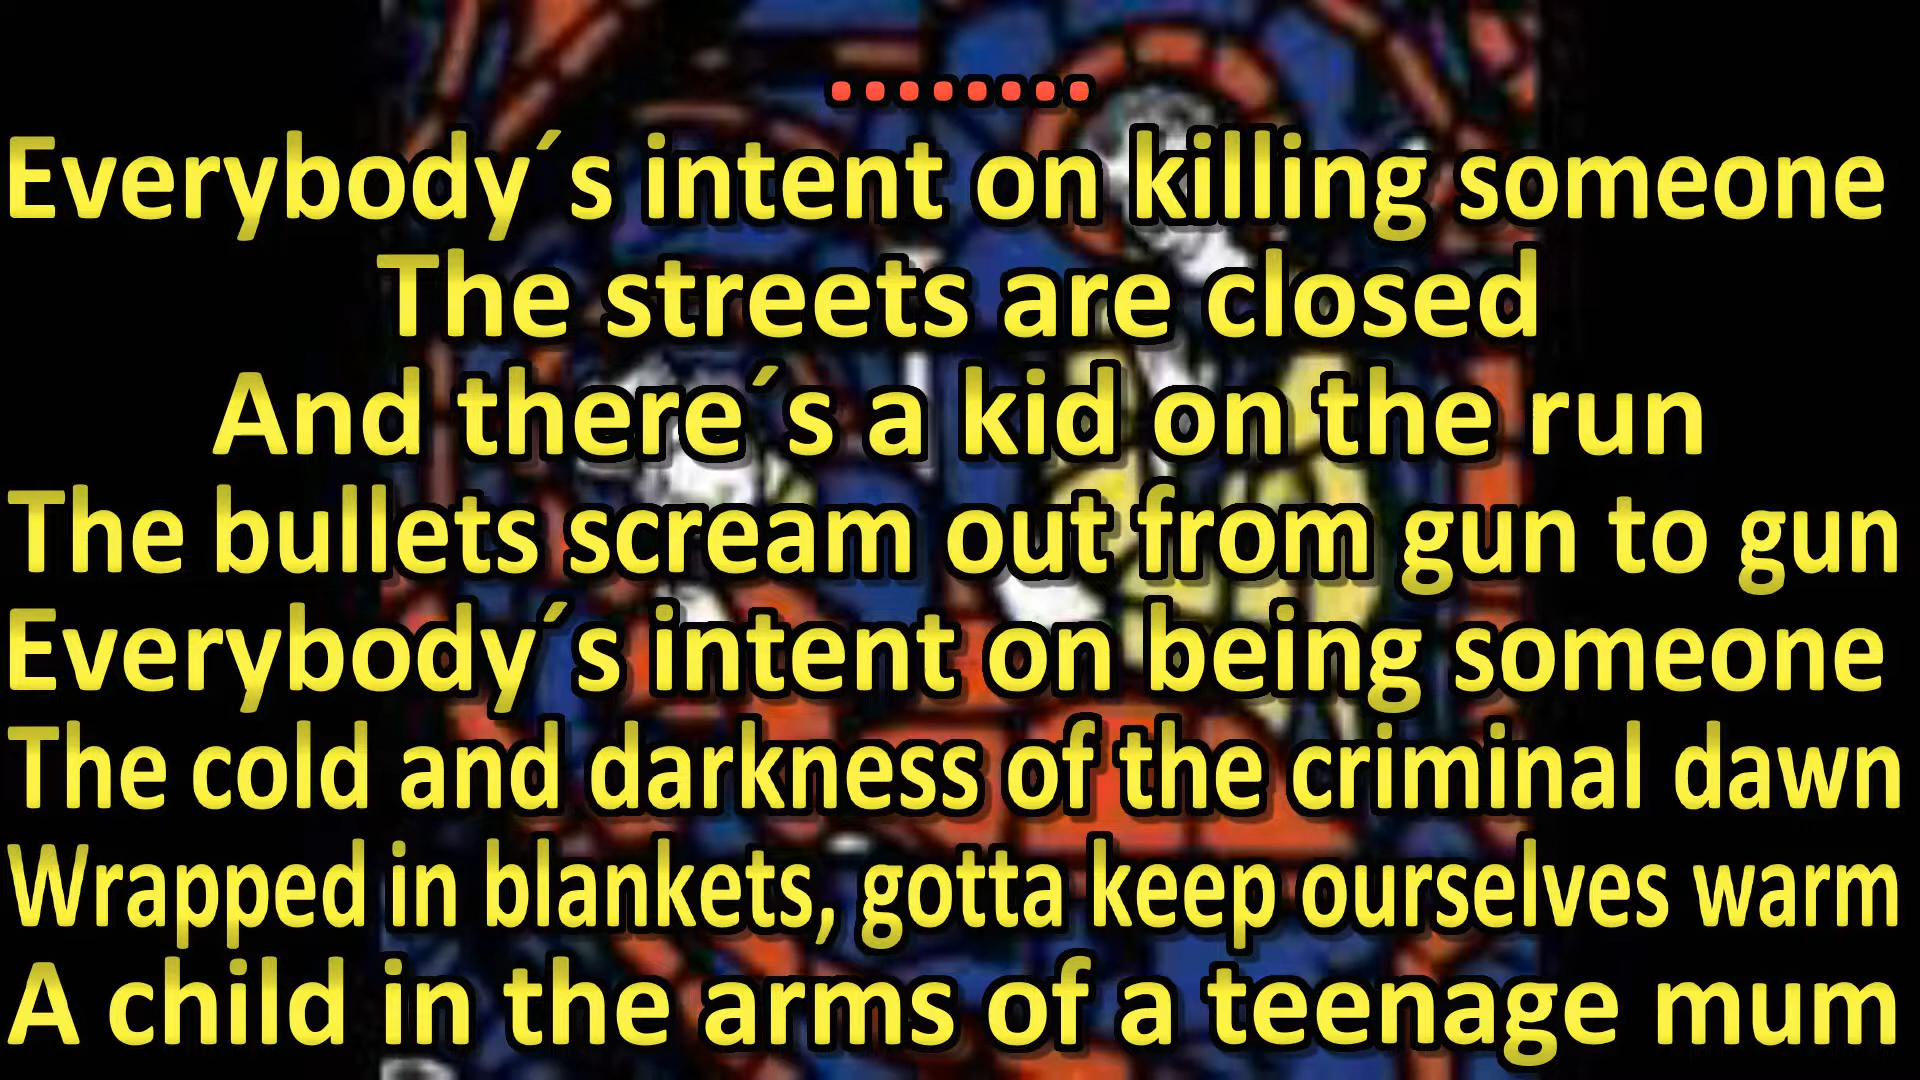 ........
Everybody´s intent on killing someone
The streets are closed
And there´s a kid on the run
The bullets scream out from gun to gun
Everybody´s intent on being someone
The cold and darkness of the criminal dawn
Wrapped in blankets, gotta keep ourselves warm
A child in the arms of a teenage mum